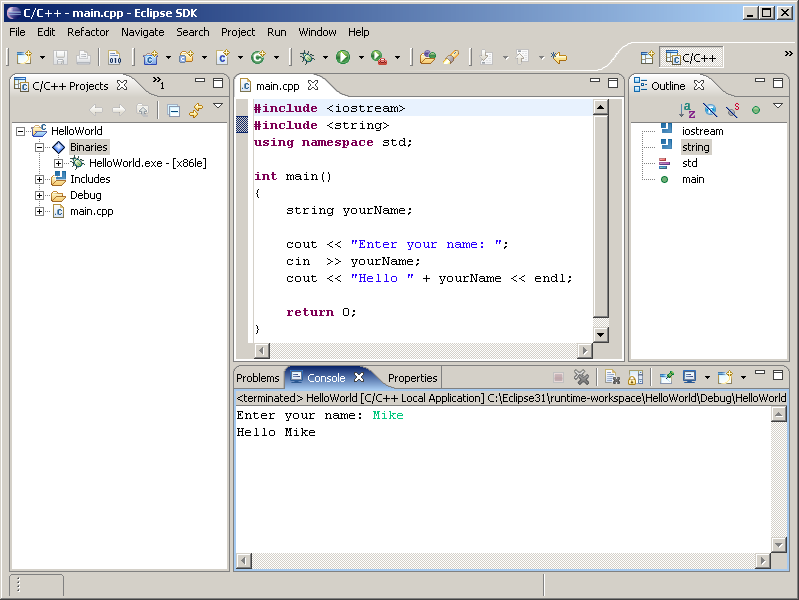 C/C++ - main.cpp - Eclipse SDK
File Edit Refactor Navigate Search Project Run Window Help
010
C/C++
C/C++ Projects
1
HelloWorld
Binaries
HelloWorld.exe - [x86le]
Includes
Debug
main.cpp
main.cpp
#include <iostream>
#include <string>
using namespace std;
int main()
{
string yourName;
cout << "Enter your name: ";
cin >> yourName;
cout << "Hello " + yourName << endl;
return 0;
}
Outline
iostream
string
std
main
Problems Console Properties
<terminated> HelloWorld [C/C++ Local Application] C:\Eclipse31\runtime-workspace\HelloWorld\Debug\HelloWorld
Enter your name: Mike
Hello Mike